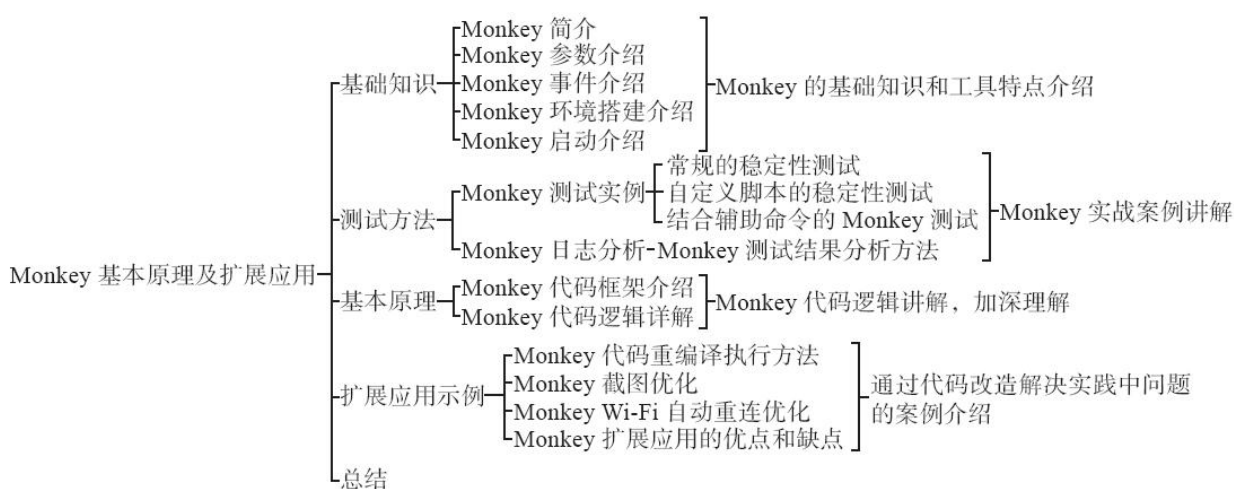 Monkey 基本原理及扩展应用
基础知识
Monkey 简介
Monkey 参数介绍
Monkey 事件介绍
Monkey 环境搭建介绍
Monkey 启动介绍
Monkey 的基础知识和工具特点介绍
测试方法
Monkey 测试实例
常规的稳定性测试
自定义脚本的稳定性测试
结合辅助命令的 Monkey 测试
Monkey 日志分析
Monkey 测试结果分析方法
Monkey 实战案例讲解
基本原理
Monkey 代码框架介绍
Monkey 代码逻辑详解
Monkey 代码逻辑讲解，加深理解
扩展应用示例
Monkey 代码重编译执行方法
Monkey 截图优化
Monkey Wi-Fi 自动重连优化
Monkey 扩展应用的优点和缺点
通过代码改造解决实践中问题
的案例介绍
总结